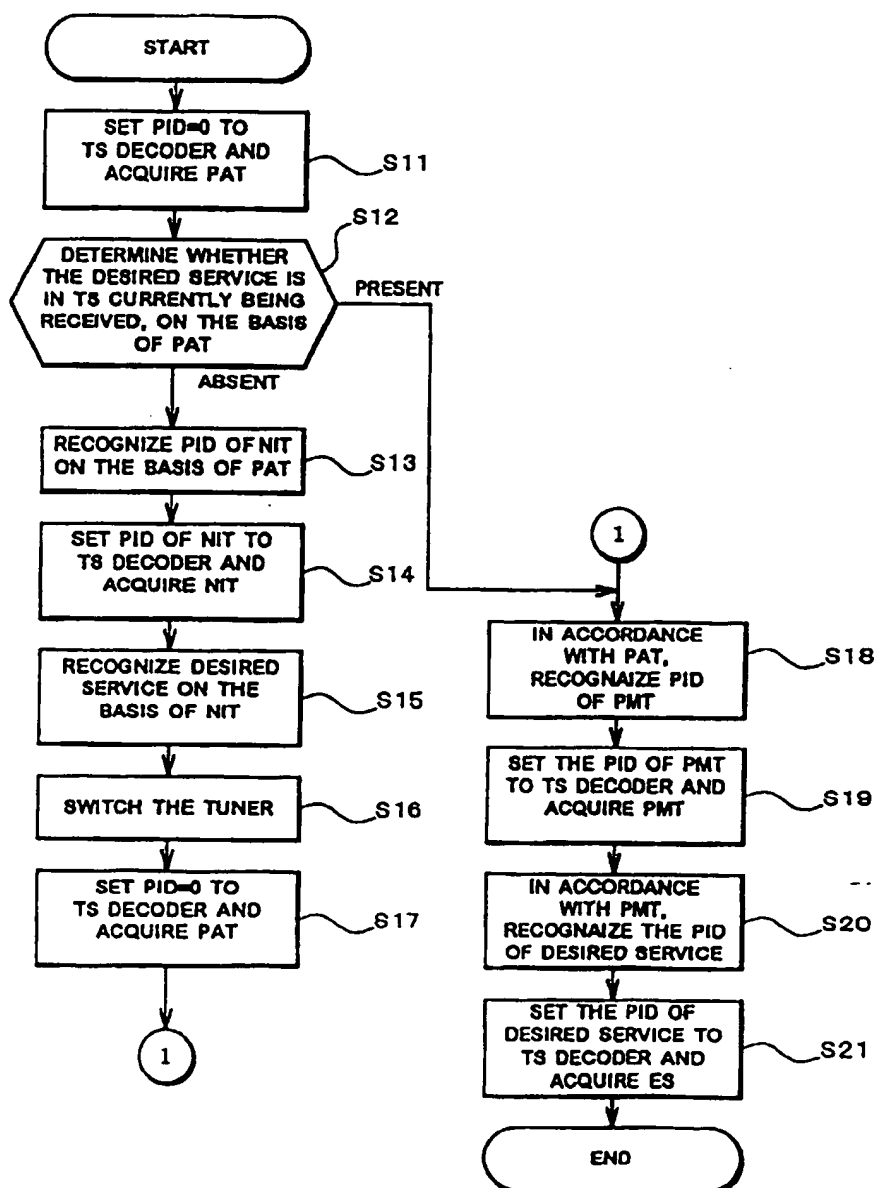 START
SET PID=0 TO
TS DECODER AND
ACQUIRE PAT
S11
S12
DETERMINE WHETHER
THE DESIRED SERVICE IS
IN TS CURRENTLY BEING
RECEIVED, ON THE BASIS
OF PAT
PRESENT
ABSENT
RECOGNIZE PID OF NIT
ON THE BASIS OF PAT
S13
SET PID OF NIT TO
TS DECODER AND
ACQUIRE NIT
S14
RECOGNIZE DESIRED
SERVICE ON THE
BASIS OF NIT
S15
SWITCH THE TUNER
S16
SET PID=0 TO
TS DECODER AND
ACQUIRE PAT
S17
1
1
IN ACCORDANCE
WITH PAT,
RECOGNAIZE PID
OF PMT
S18
SET THE PID OF PMT
TO TS DECODER AND
ACQUIRE PMT
S19
IN ACCORDANCE
WITH PMT,
RECOGNAIZE THE PID
OF DESIRED SERVICE
S20
SET THE PID OF
DESIRED SERVICE TO
TS DECODER AND
ACQUIRE ES
S21
END